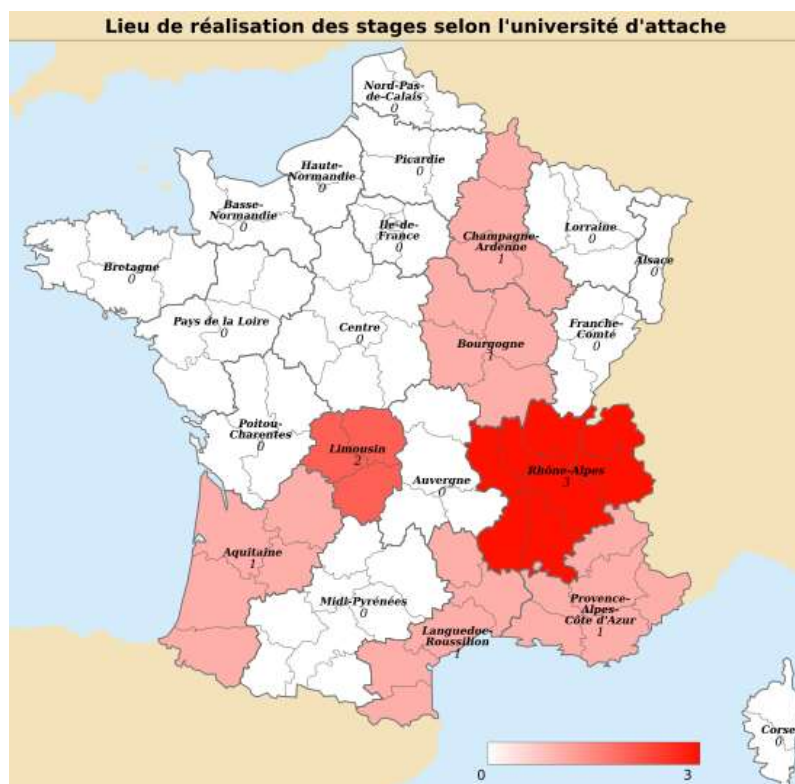 Lieu de réalisation des stages selon l'université d'attache
Nord-Pas-
de-Calais
0
Picardie
0
Haute-
Normandie
0
Basse-
Normandie
0
Ile-de-
France
0
Champagne-
Ardenne
1
Lorraine
0
Alsace
0
Bretagne
0
Pays de la Loire
0
Centre
0
Bourgogne
1
Franche-
Comté
0
Poitou-
Charentes
0
Limousin
2
Auvergne
0
Rhône-Alpes
3
Aquitaine
1
Midi-Pyrénées
0
Languedoc-
Roussillon
1
Provence-
Alpes-
Côte d'Azur
1
Corse
0
0
3